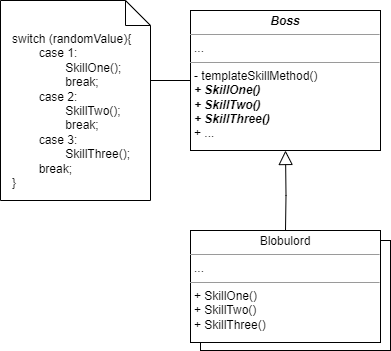 switch (randomValue){
case 1:
SkillOne();
break;
case 2:
SkillTwo();
break;
case 3:
SkillThree();
break;
}
Boss
...
- templateSkillMethod()
+ SkillOne()
+ SkillTwo()
+ SkillThree()
+ ...
Blobulord
...
+ SkillOne()
+ SkillTwo()
+ SkillThree()